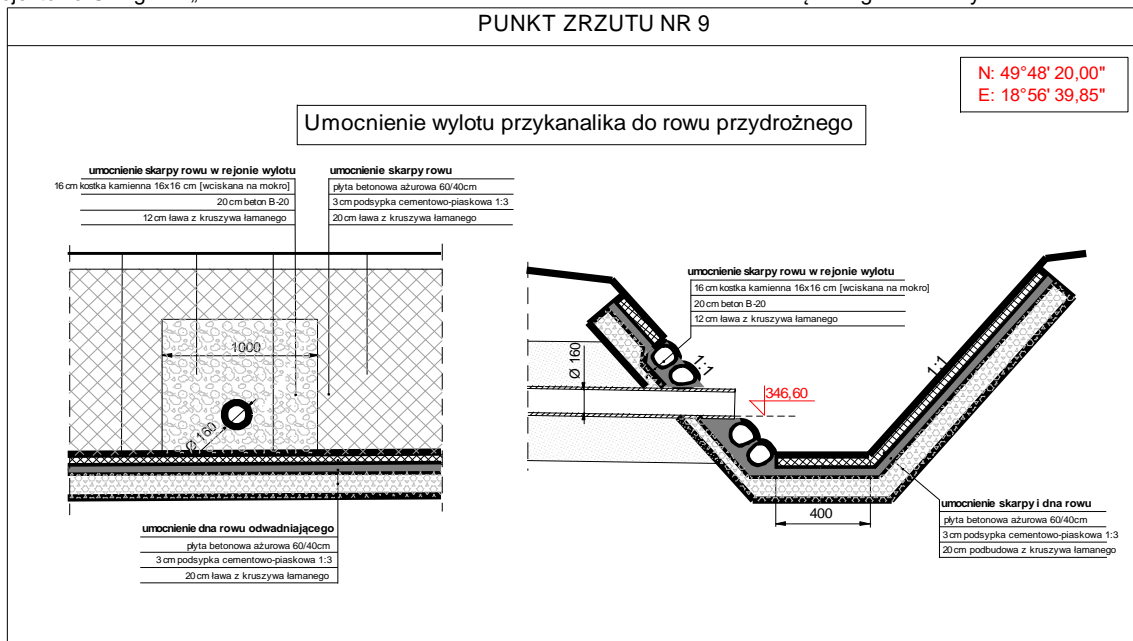 PUNKT ZRZUTU NR 9
N: 49°48' 20,00"
E: 18°56' 39,85"
Umocnienie wylotu przykanalika do rowu przydrożnego
umocnienie skarpy rowu w rejonie wylotu
16 cm kostka kamienna 16x16 cm [wciskana na mokro]
20 cm beton B-20
12 cm ława z kruszywa łamanego
umocnienie skarpy rowu
płyta betonowa ażurowa 60/40cm
3 cm podsypka cementowo-piaskowa 1:3
20 cm ława z kruszywa łamanego
1000
Ø 160
umocnienie dna rowu odwadniającego
płyta betonowa ażurowa 60/40cm
3 cm podsypka cementowo-piaskowa 1:3
20 cm ława z kruszywa łamanego
umocnienie skarpy rowu w rejonie wylotu
16 cm kostka kamienna 16x16 cm [wciskana na mokro]
20 cm beton B-20
12 cm ława z kruszywa łamanego
Ø 160
1:1
346,60
1:1
400
umocnienie skarpy i dna rowu
płyta betonowa ażurowa 60/40cm
3 cm podsypka cementowo-piaskowa 1:3
20 cm podbudowa z kruszywa łamanego